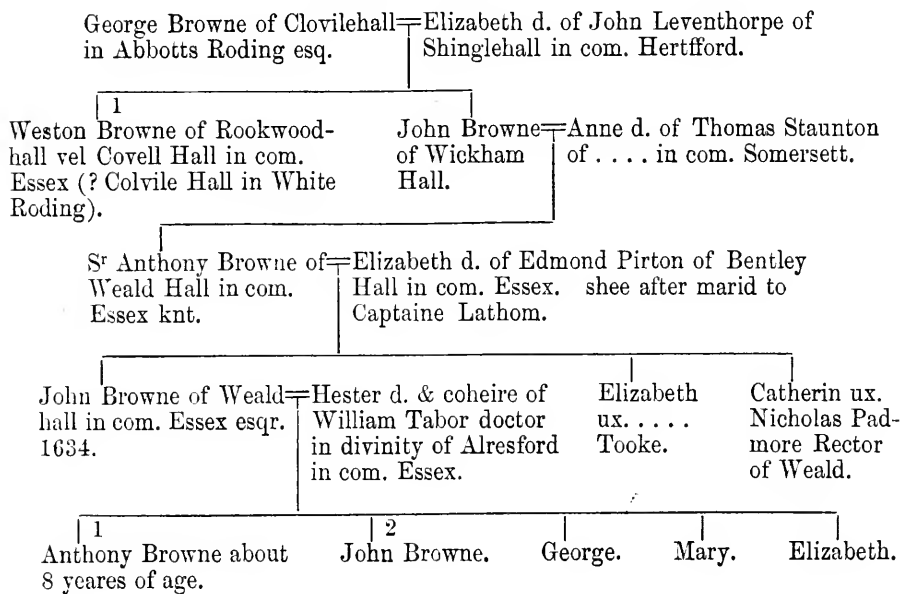 George Browne of Clovilehall
in Abbotts Roding esq.
Elizabeth d. of John Leventhorpe of
Shinglehall in com. Hertfford.
1
Weston Browne of Rookwood-
hall vel Covell Hall in com.
Essex (? Colvile Hall in White
Roding).
John Browne
of Wickham
Hall.
Anne d. of Thomas Staunton
of . . . . in com. Somersett.
Sr Anthony Browne of
Weald Hall in com.
Essex knt.
Elizabeth d. of Edmond Pirton of Bentley
Hall in com. Essex. shee after marid to
Captaine Lathom.
John Browne of Weald
hall in com. Essex esqr.
1634.
Hester d. & coheire of
William Tabor doctor
in divinity of Alresford
in com. Essex.
Elizabeth
ux. . . . .
Tooke.
Catherin ux.
Nicholas Pad-
more Rector
of Weald.
1
Anthony Browne about
8 yeares of age.
2
John Browne.
George.
Mary.
Elizabeth.